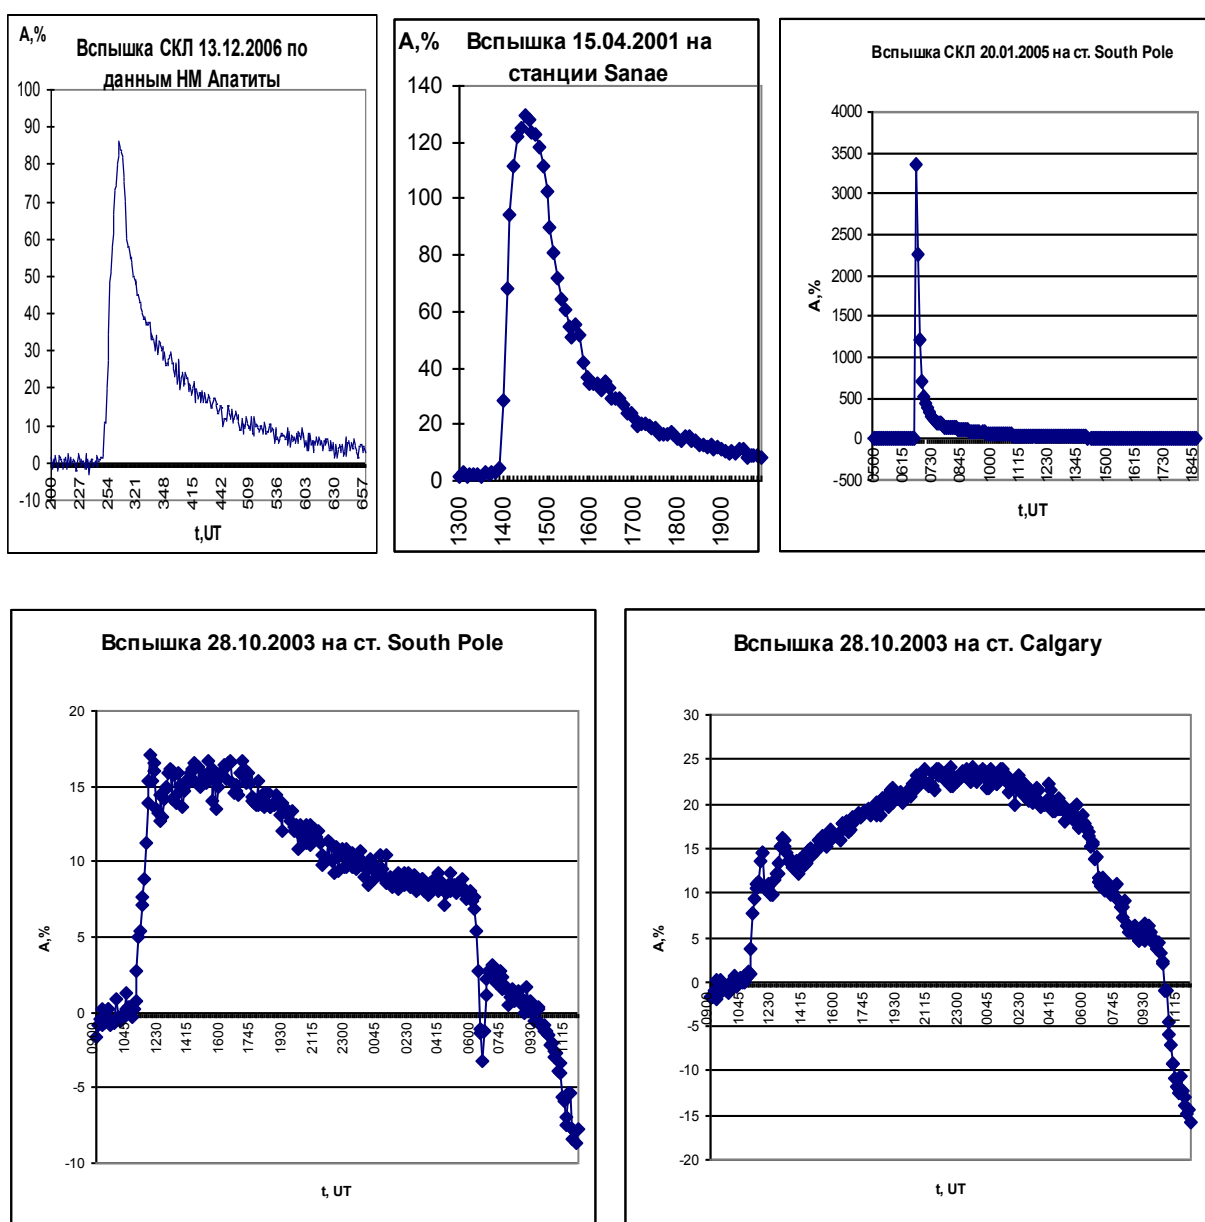 A,%
Вспышка СКЛ 13.12.2006 по
данным НМ Апатиты
100
90
80
70
60
50
40
30
20
10
0
-10
200 227 254 321 348 415 442 509 536 603 630 657
t,UT
A,%
Вспышка 15.04.2001 на
станции Sanae
140
120
100
80
60
40
20
0
1300 1400 1500 1600 1700 1800 1900
Вспышка СКЛ 20.01.2005 на ст. South Pole
4000
3500
3000
2500
2000
1500
1000
500
0
-500
A,%
0500 0615 0730 0845 1000 1115 1230 1345 1500 1615 1730 1845
t,UT
Вспышка 28.10.2003 на ст. South Pole
20
15
10
5
0
-5
-10
A,%
0900 1045 1230 1415 1600 1745 1930 2115 2300 0045 0230 0415 0600 0745 0930 1115
t, UT
Вспышка 28.10.2003 на ст. Calgary
30
25
20
15
10
5
0
-5
-10
-15
-20
A,%
0900 1045 1230 1415 1600 1745 1930 2115 2300 0045 0230 0415 0600 0745 0930 1115
t, UT